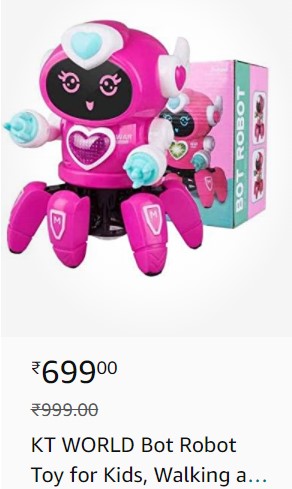 BOT ROBOT
M
M
₹699⁰⁰
₹999.00
KT WORLD Bot Robot
Toy for Kids, Walking a...